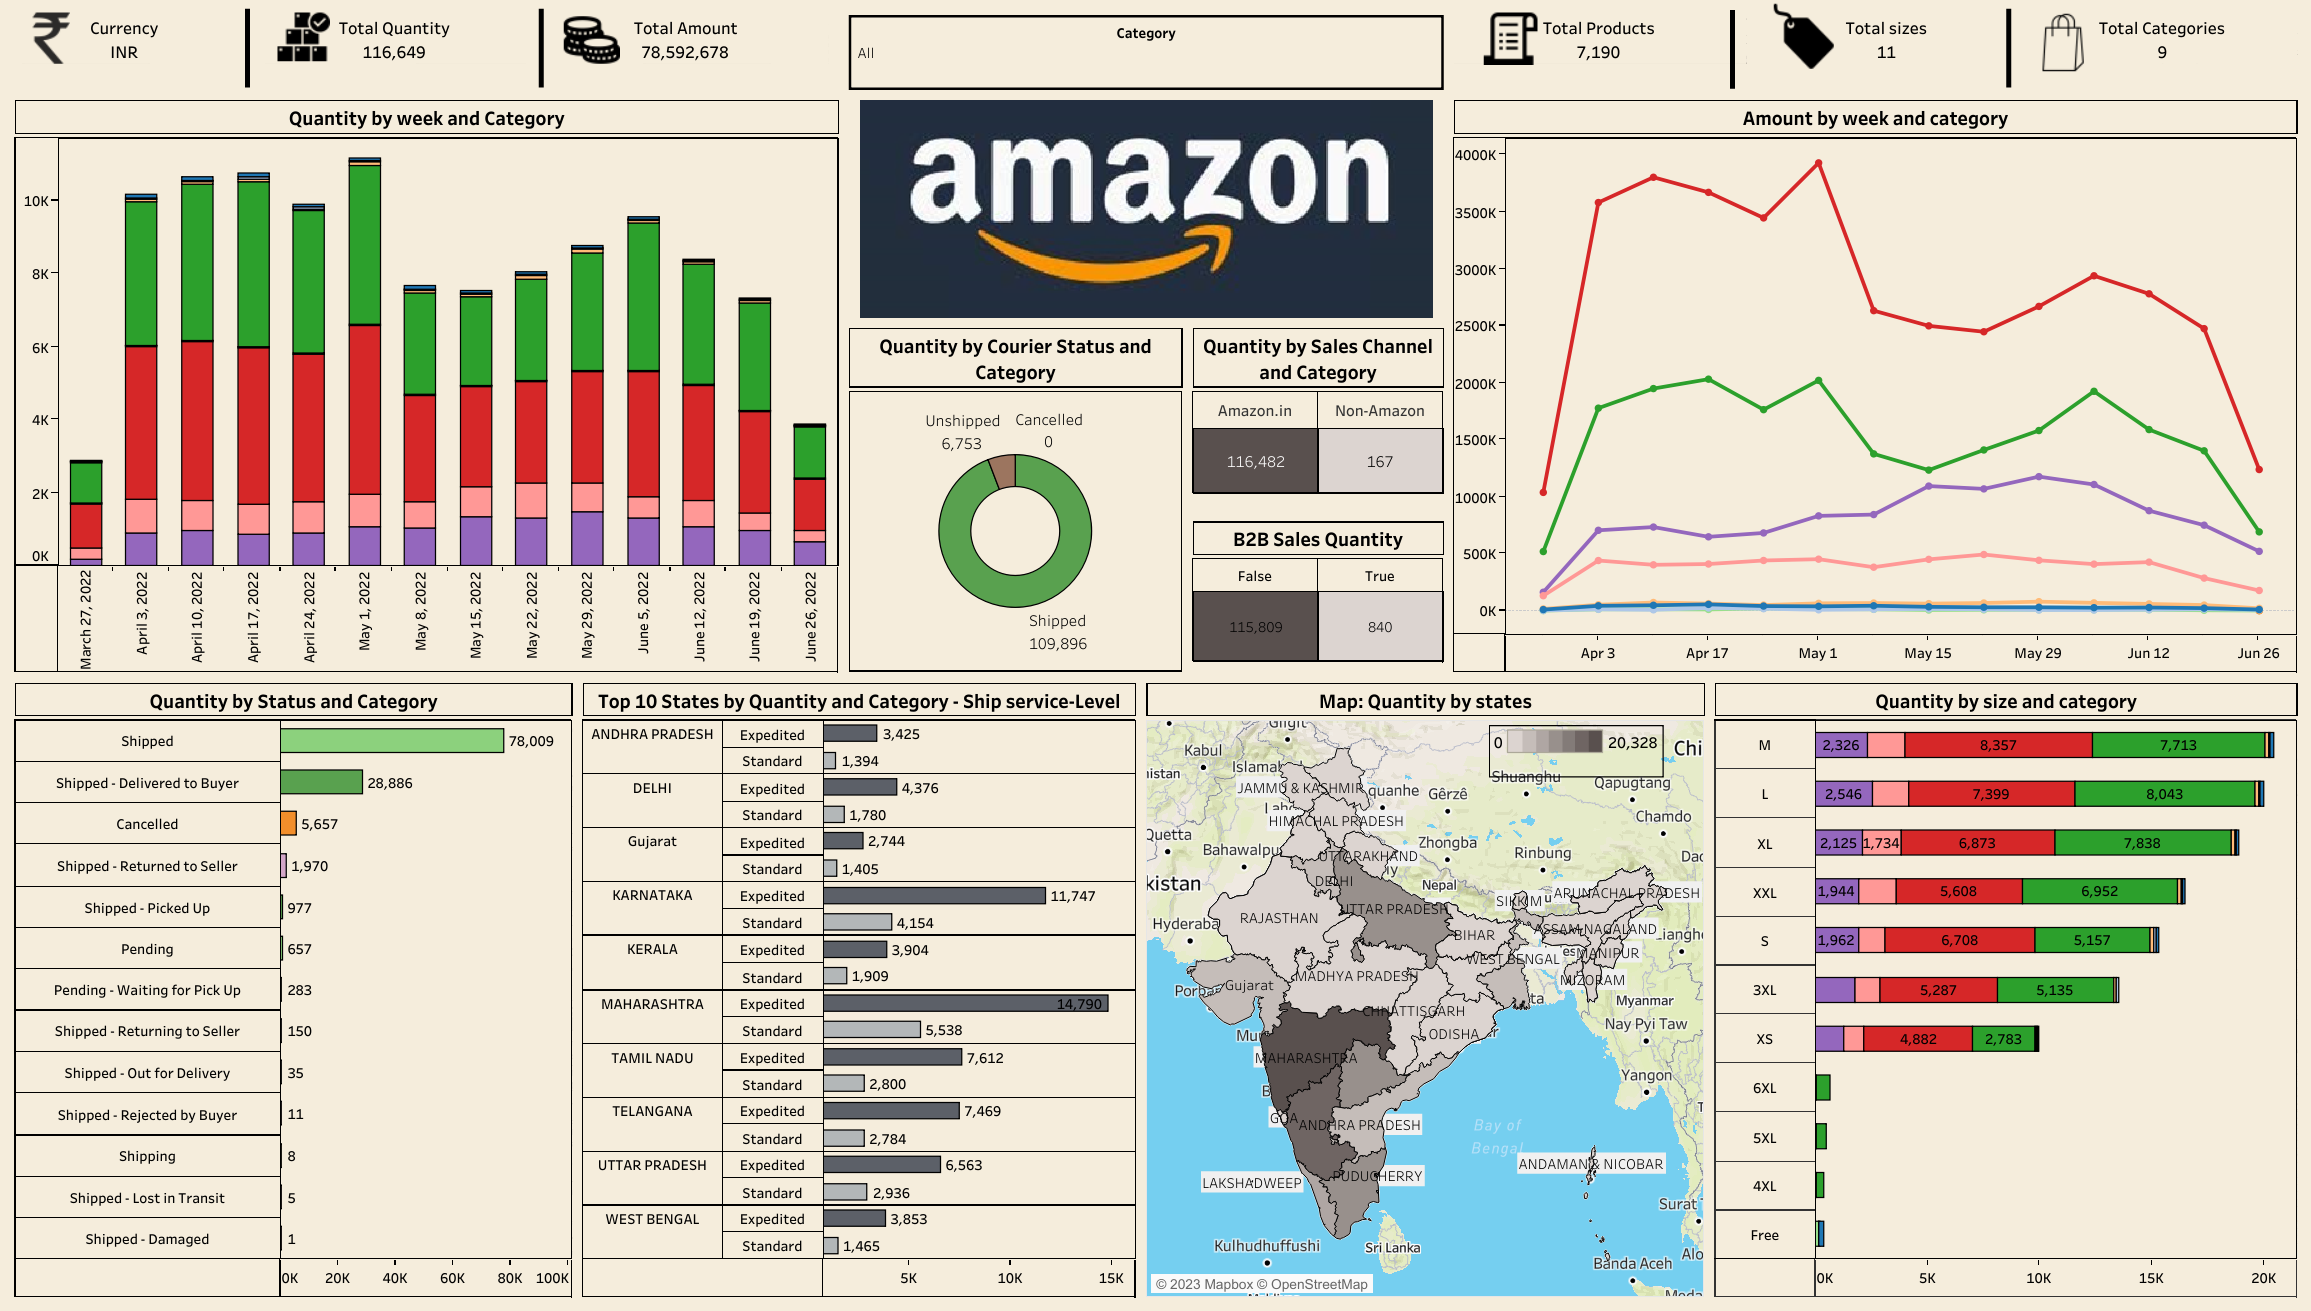 Currency
INR
Total Quantity
116,649
Total Amount
78,592,678
Category
All
Total Products
7,190
Total sizes
11
Total Categories
9
Quantity by week and Category
10K
8K
6K
4K
2K
0K
March 27, 2022
April 3, 2022
April 10, 2022
April 17, 2022
April 24, 2022
May 1, 2022
May 8, 2022
May 15, 2022
May 22, 2022
May 29, 2022
June 5, 2022
June 12, 2022
June 19, 2022
June 26, 2022
amazon
Quantity by Courier Status and
Category
Unshipped
6,753
Cancelled
0
Shipped
109,896
Quantity by Sales Channel
and Category
Amazon.in Non-Amazon
116,482 167
B2B Sales Quantity
False True
115,809 840
Amount by week and category
4000K
3500K
3000K
2500K
2000K
1500K
1000K
500K
0K
Apr 3 Apr 17 May 1 May 15 May 29 Jun 12 Jun 26
Quantity by Status and Category
Shipped 78,009
Shipped - Delivered to Buyer 28,886
Cancelled 5,657
Shipped - Returned to Seller 1,970
Shipped - Picked Up 977
Pending 657
Pending - Waiting for Pick Up 283
Shipped - Returning to Seller 150
Shipped - Out for Delivery 35
Shipped - Rejected by Buyer 11
Shipping 8
Shipped - Lost in Transit 5
Shipped - Damaged 1
0K 20K 40K 60K 80K 100K
Top 10 States by Quantity and Category - Ship service-Level
ANDHRA PRADESH Expedited 3,425
Standard 1,394
DELHI Expedited 4,376
Standard 1,780
Gujarat Expedited 2,744
Standard 1,405
KARNATAKA Expedited 11,747
Standard 4,154
KERALA Expedited 3,904
Standard 1,909
MAHARASHTRA Expedited 14,790
Standard 5,538
TAMIL NADU Expedited 7,612
Standard 2,800
TELANGANA Expedited 7,469
Standard 2,784
UTTAR PRADESH Expedited 6,563
Standard 2,936
WEST BENGAL Expedited 3,853
Standard 1,465
5K 10K 15K
Map: Quantity by states
0 20,328
Gilgit
Kabul
JAMMU & KASHMIR
Shuanghu
Qapugtang
Gêrzê
Chamdo
HIMACHAL PRADESH
Quetta
Bahawalpu
UTTARAKHAND
Zhongba
Rinbung
DELHI
Nepal
kistan
SIKKIM
ARUNACHAL PRADESH
Hyderaba
RAJASTHAN
UTTAR PRADESH
BIHAR
ASSAM
NAGALAND
WEST BENGAL
MANIPUR
Gujarat
MADHYA PRADESH
MIZORAM
Myanmar
CHHATTISGARH
Nay Pyi Taw
ODISHA
MAHARASHTRA
Yangon
GOA
ANDHRA PRADESH
Bay of
Bengal
ANDAMAN & NICOBAR
LAKSHADWEEP
PUDUCHERRY
Surat
Kulhudhuffushi
Sri Lanka
Banda Aceh
© 2023 Mapbox © OpenStreetMap
Quantity by size and category
M 2,326 8,357 7,713
L 2,546 7,399 8,043
XL 2,125 1,734 6,873 7,838
XXL 1,944 5,608 6,952
S 1,962 6,708 5,157
3XL 5,287 5,135
XS 4,882 2,783
6XL
5XL
4XL
Free
0K 5K 10K 15K 20K